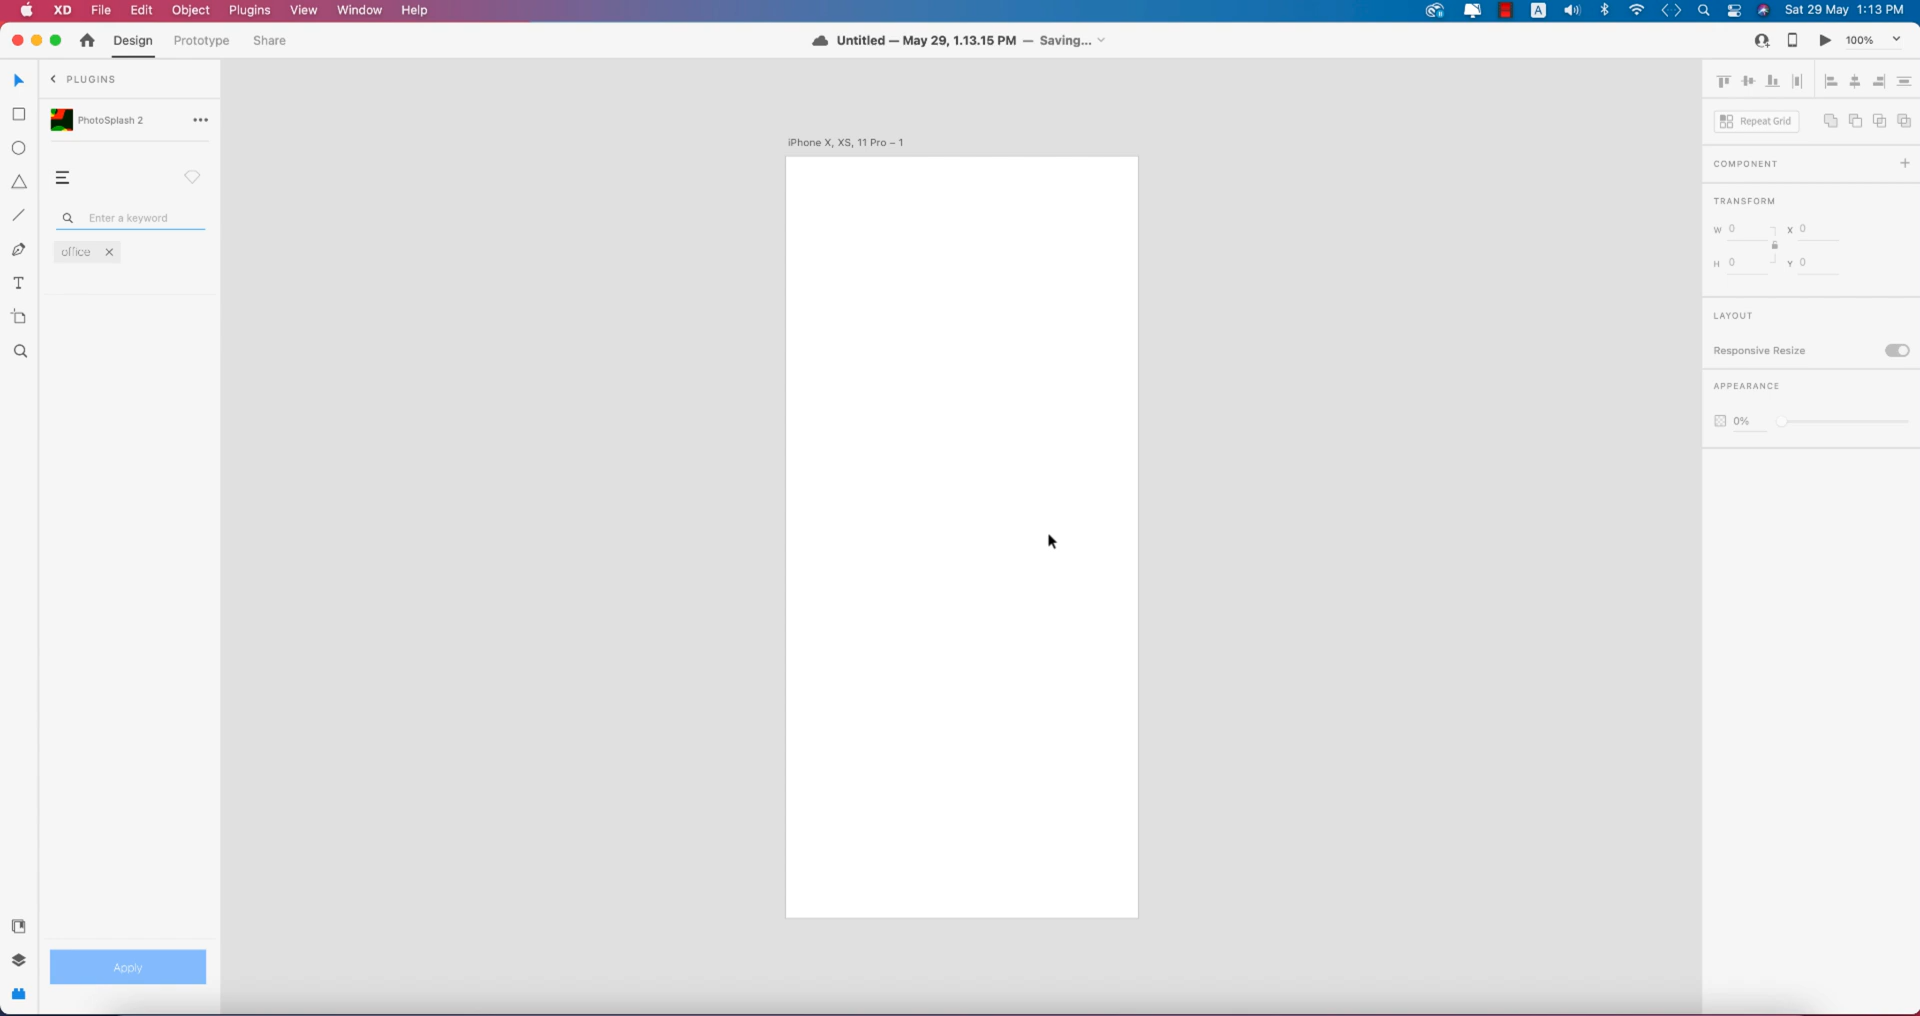 XD File Edit Object Plugins View Window Help
A
Sat 29 May 1:13 PM
Design Prototype Share
Untitled — May 29, 1.13.15 PM — Saving...
100%
PLUGINS
PhotoSplash 2
Enter a keyword
office
Apply
iPhone X, XS, 11 Pro – 1
Repeat Grid
COMPONENT
TRANSFORM
W 0 X 0
H 0 Y 0
LAYOUT
Responsive Resize
APPEARANCE
0%
T